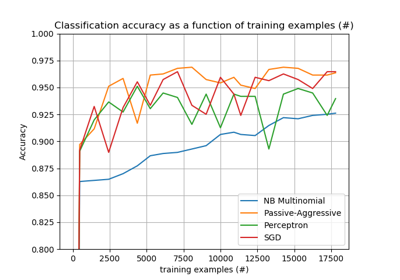 Classification accuracy as a function of training examples (#)
1.000
0.975
0.950
0.925
0.900
0.875
0.850
0.825
0.800
Accuracy
NB Multinomial
Passive-Aggressive
Perceptron
SGD
0 2500 5000 7500 10000 12500 15000 17500
training examples (#)